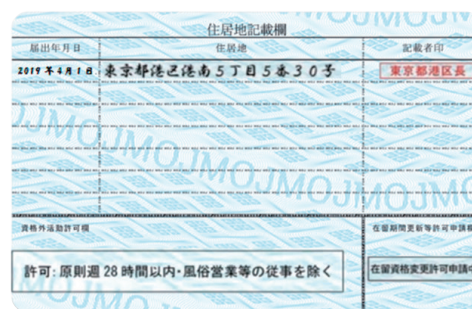 住居地記載欄
届出年月日 住居地 記載者印
2019年4月1日 東京都港区港南5丁目5番30号 東京都港区長
資格外活動許可欄 在留期間更新等許可申請欄
許可：原則週28時間以内・風俗営業等の従事を除く 在留資格変更許可申請中
MOJMOJMOJ
JMOJMOJMOJMOJMO